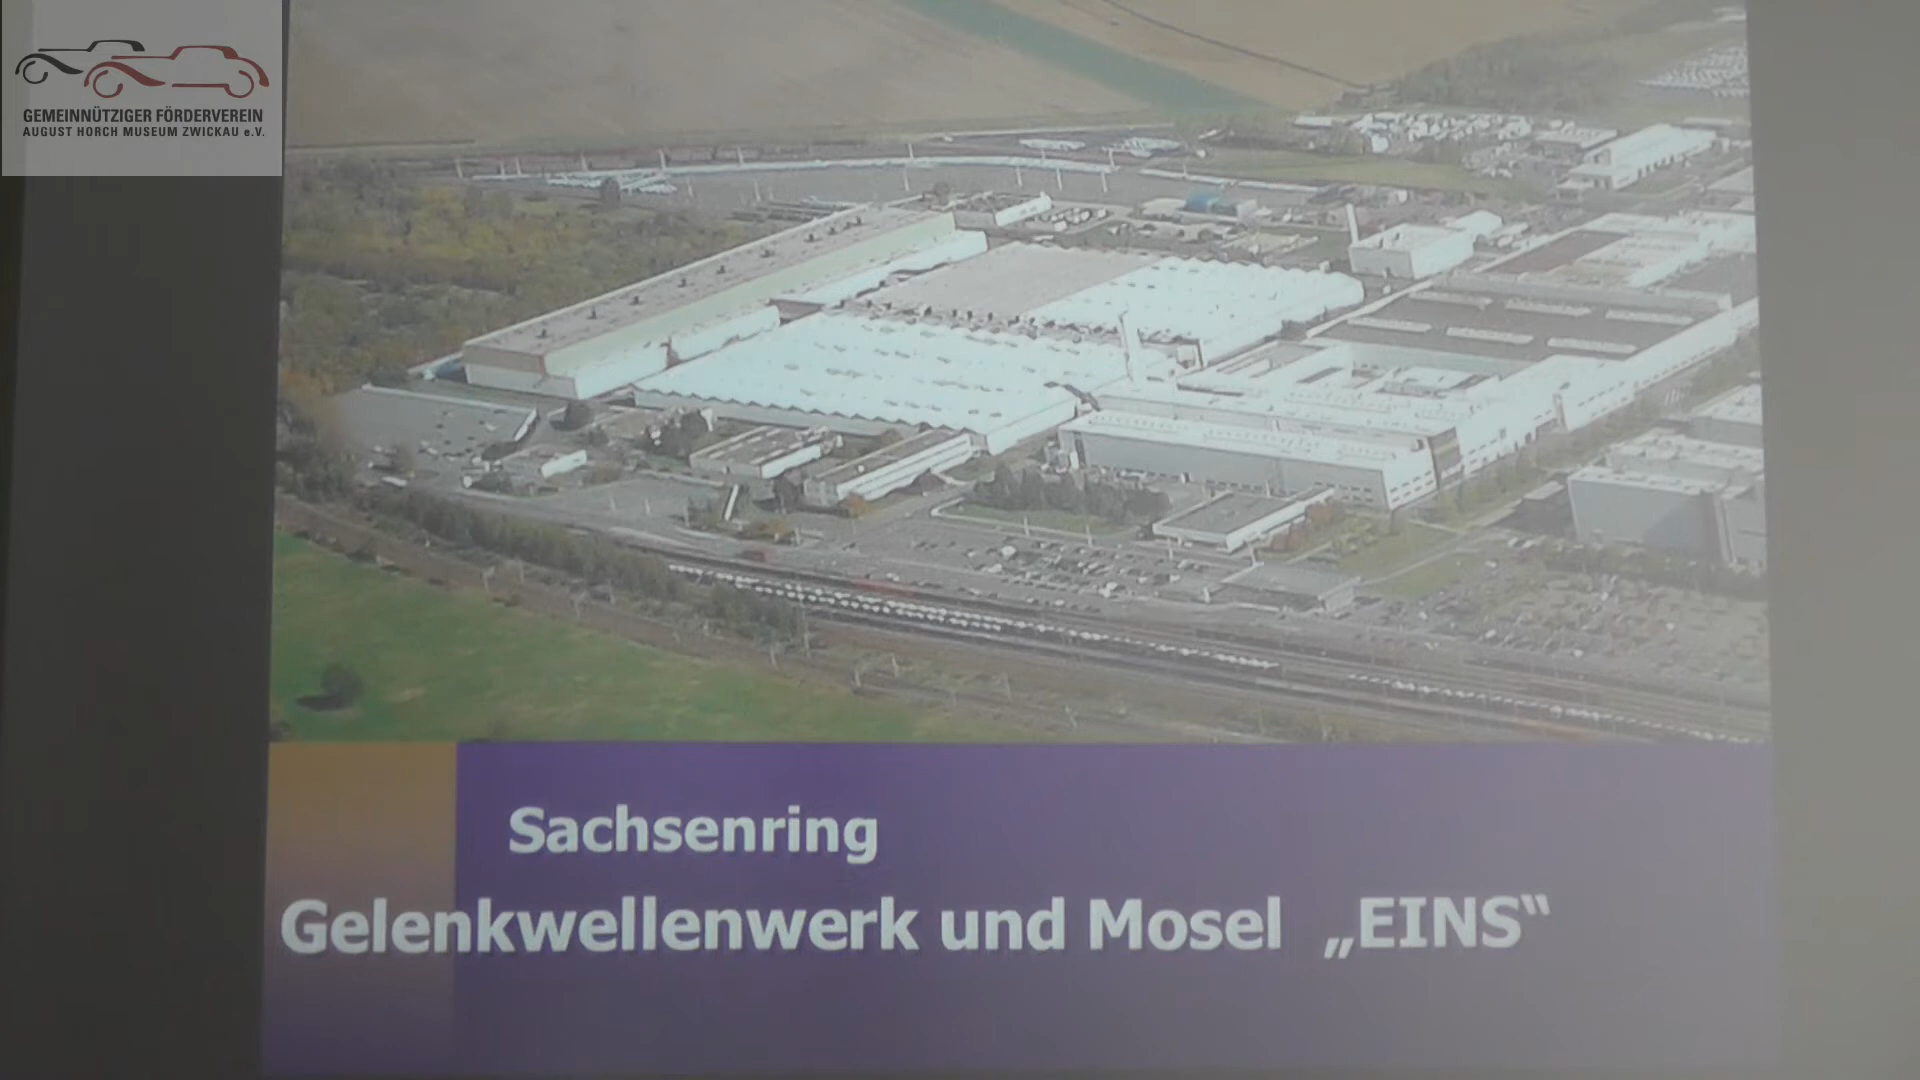 GEMEINNÜTZIGER FÖRDERVEREIN
AUGUST HORCH MUSEUM ZWICKAU e.V.
Sachsenring
Gelenkwellenwerk und Mosel „EINS“